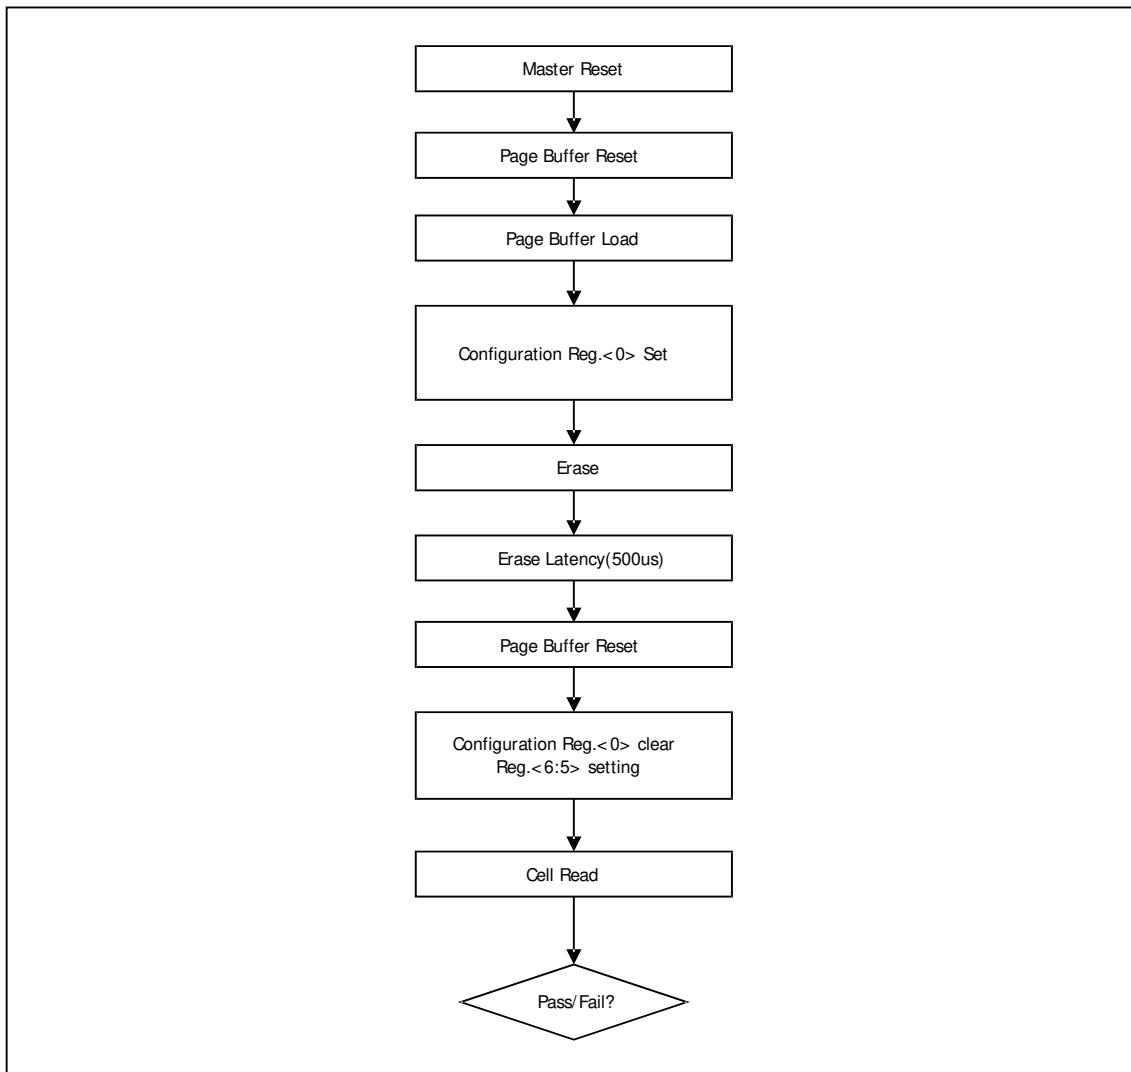 Master Reset
Page Buffer Reset
Page Buffer Load
Configuration Reg.<0> Set
Erase
Erase Latency(500us)
Page Buffer Reset
Configuration Reg.<0> clear
Reg.<6:5> setting
Cell Read
Pass/Fail?